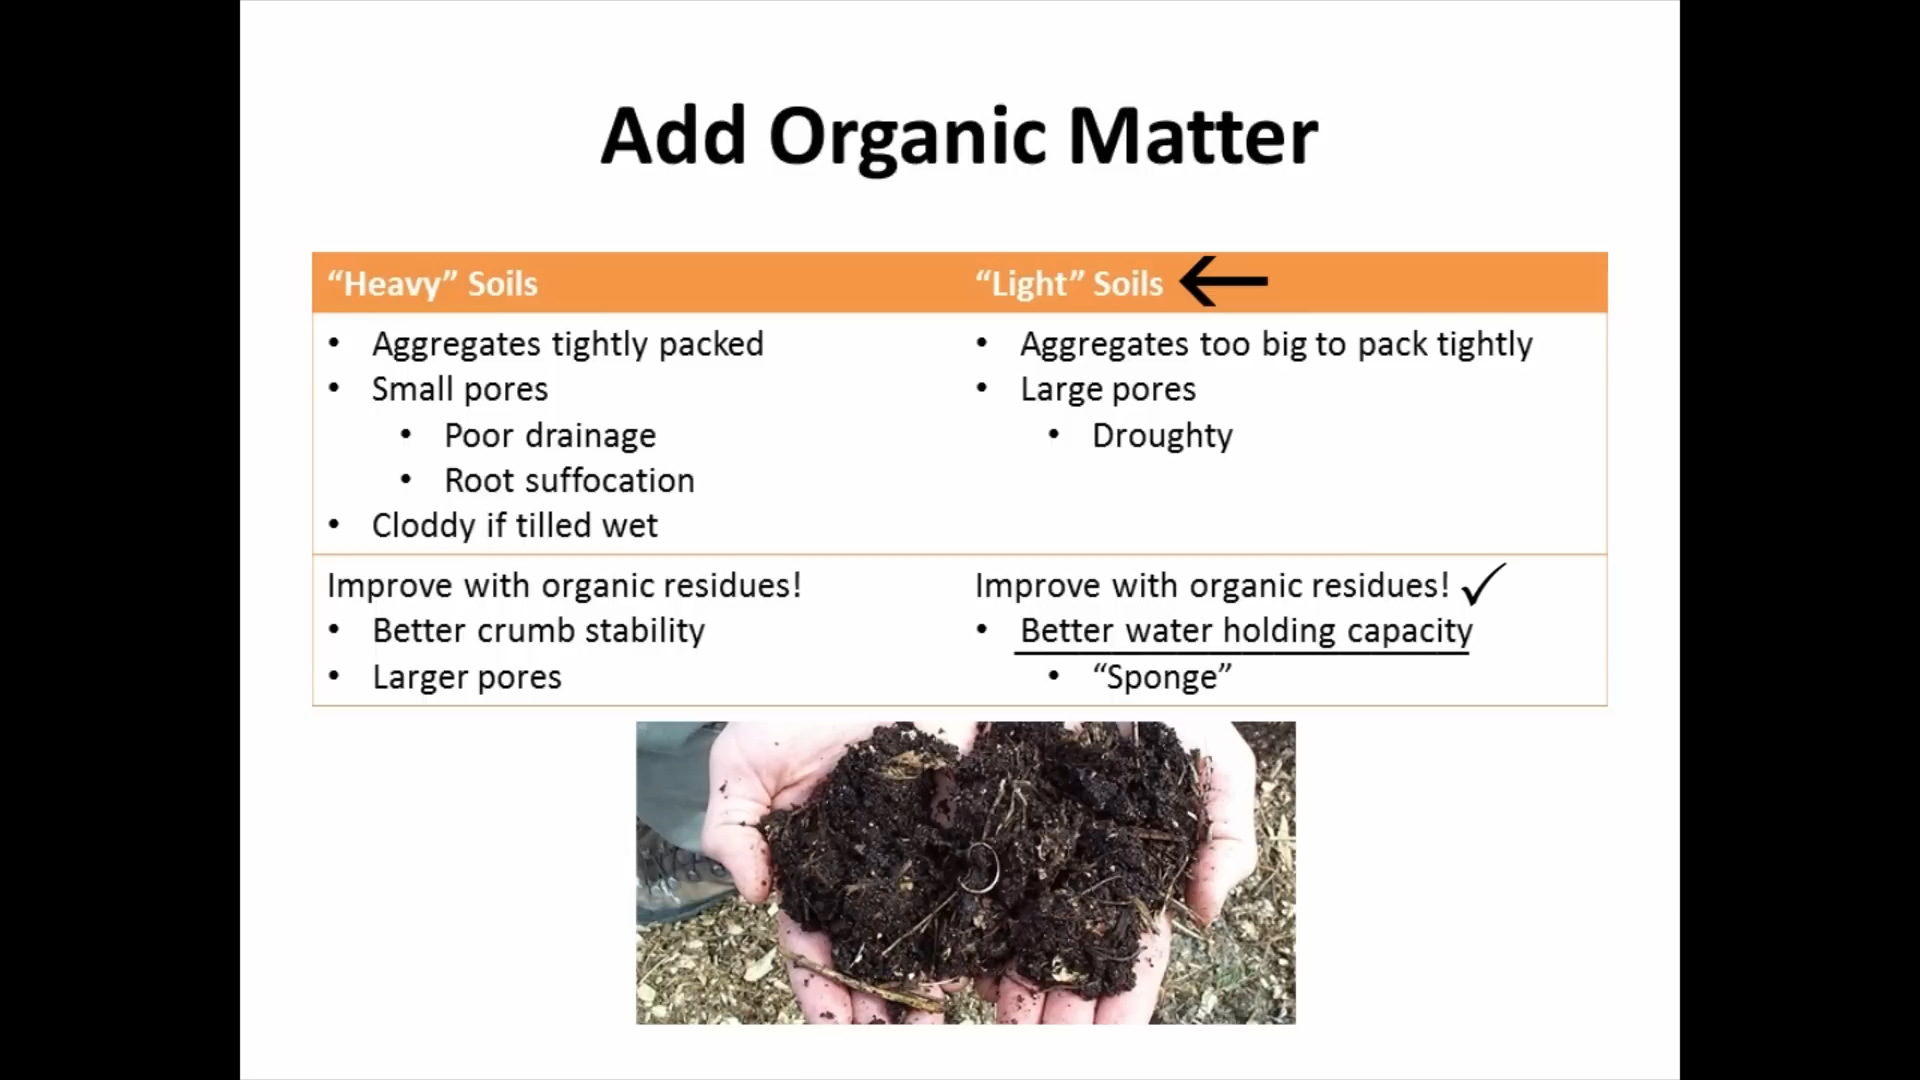 Add Organic Matter
“Heavy” Soils
• Aggregates tightly packed
• Small pores
• Poor drainage
• Root suffocation
• Cloddy if tilled wet
Improve with organic residues!
• Better crumb stability
• Larger pores
“Light” Soils ←
• Aggregates too big to pack tightly
• Large pores
• Droughty
Improve with organic residues! ✓
• Better water holding capacity
• “Sponge”